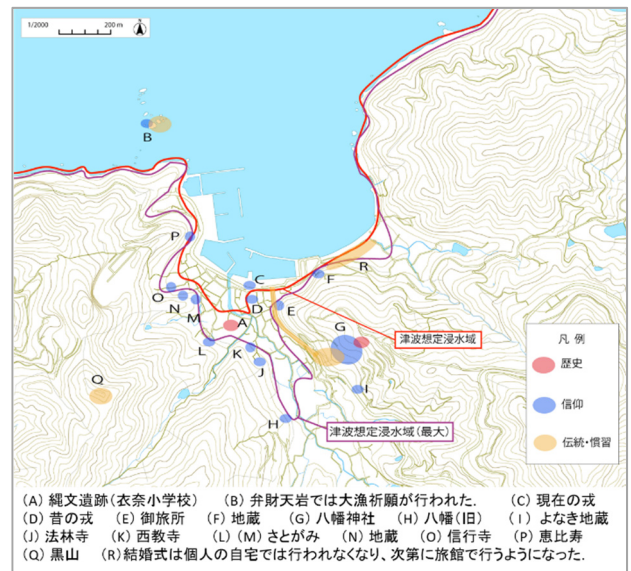 1/2000 200 m N
B
P
R
F
C
O
D
E
N
M
津波想定浸水域
凡 例
A
G
歴史
L
K
J
信仰
Q
I
津波想定浸水域(最大)
伝統・慣習
H
(A) 縄文遺跡(衣奈小学校) (B) 弁財天岩では大漁祈願が行われた. (C) 現在の戎
(D) 昔の戎 (E) 御旅所 (F) 地蔵 (G) 八幡神社 (H) 八幡(旧) (I) よなき地蔵
(J) 法林寺 (K) 西教寺 (L) (M) さとがみ (N) 地蔵 (O) 信行寺 (P) 恵比寿
(Q) 黒山 (R) 結婚式は個人の自宅では行われなくなり、次第に旅館で行うようになった.